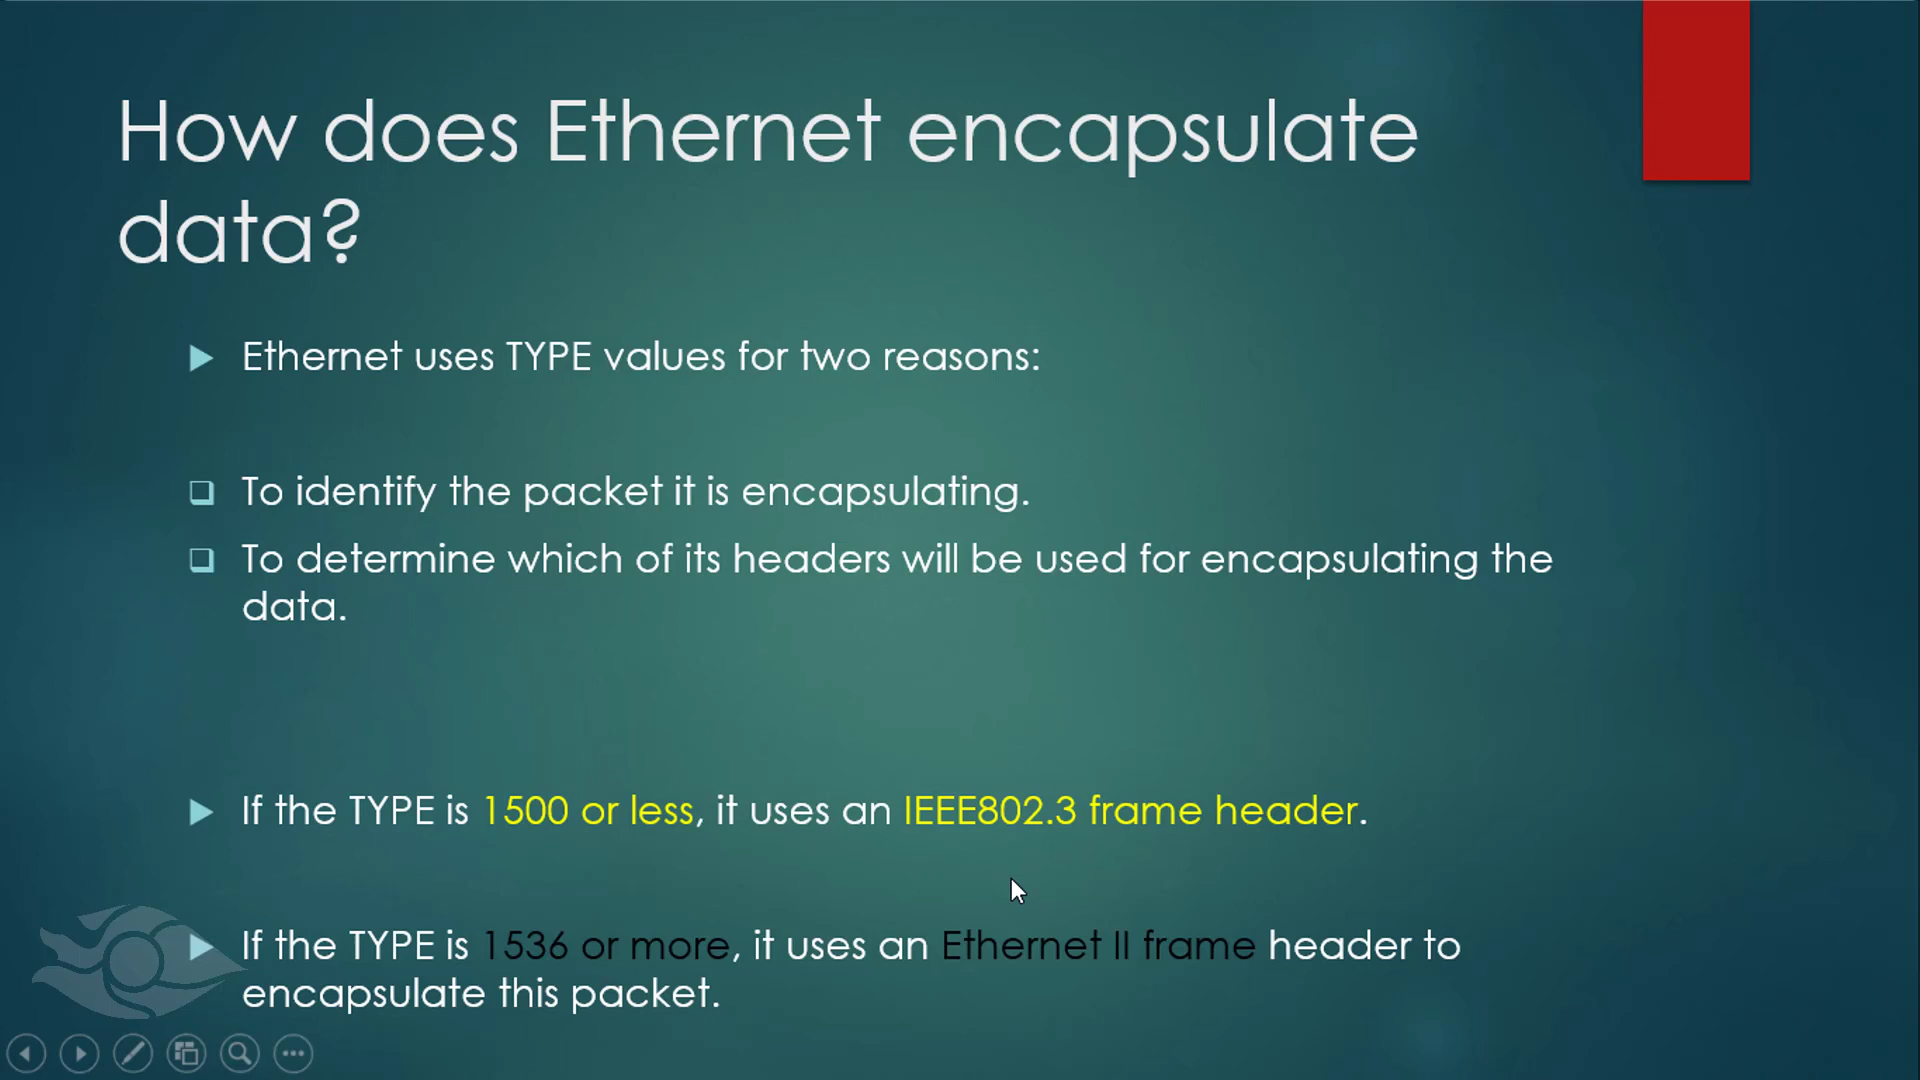 How does Ethernet encapsulate
data?
Ethernet uses TYPE values for two reasons:
To identify the packet it is encapsulating.
To determine which of its headers will be used for encapsulating the
data.
If the TYPE is 1500 or less, it uses an IEEE802.3 frame header.
If the TYPE is 1536 or more, it uses an Ethernet II frame header to
encapsulate this packet.